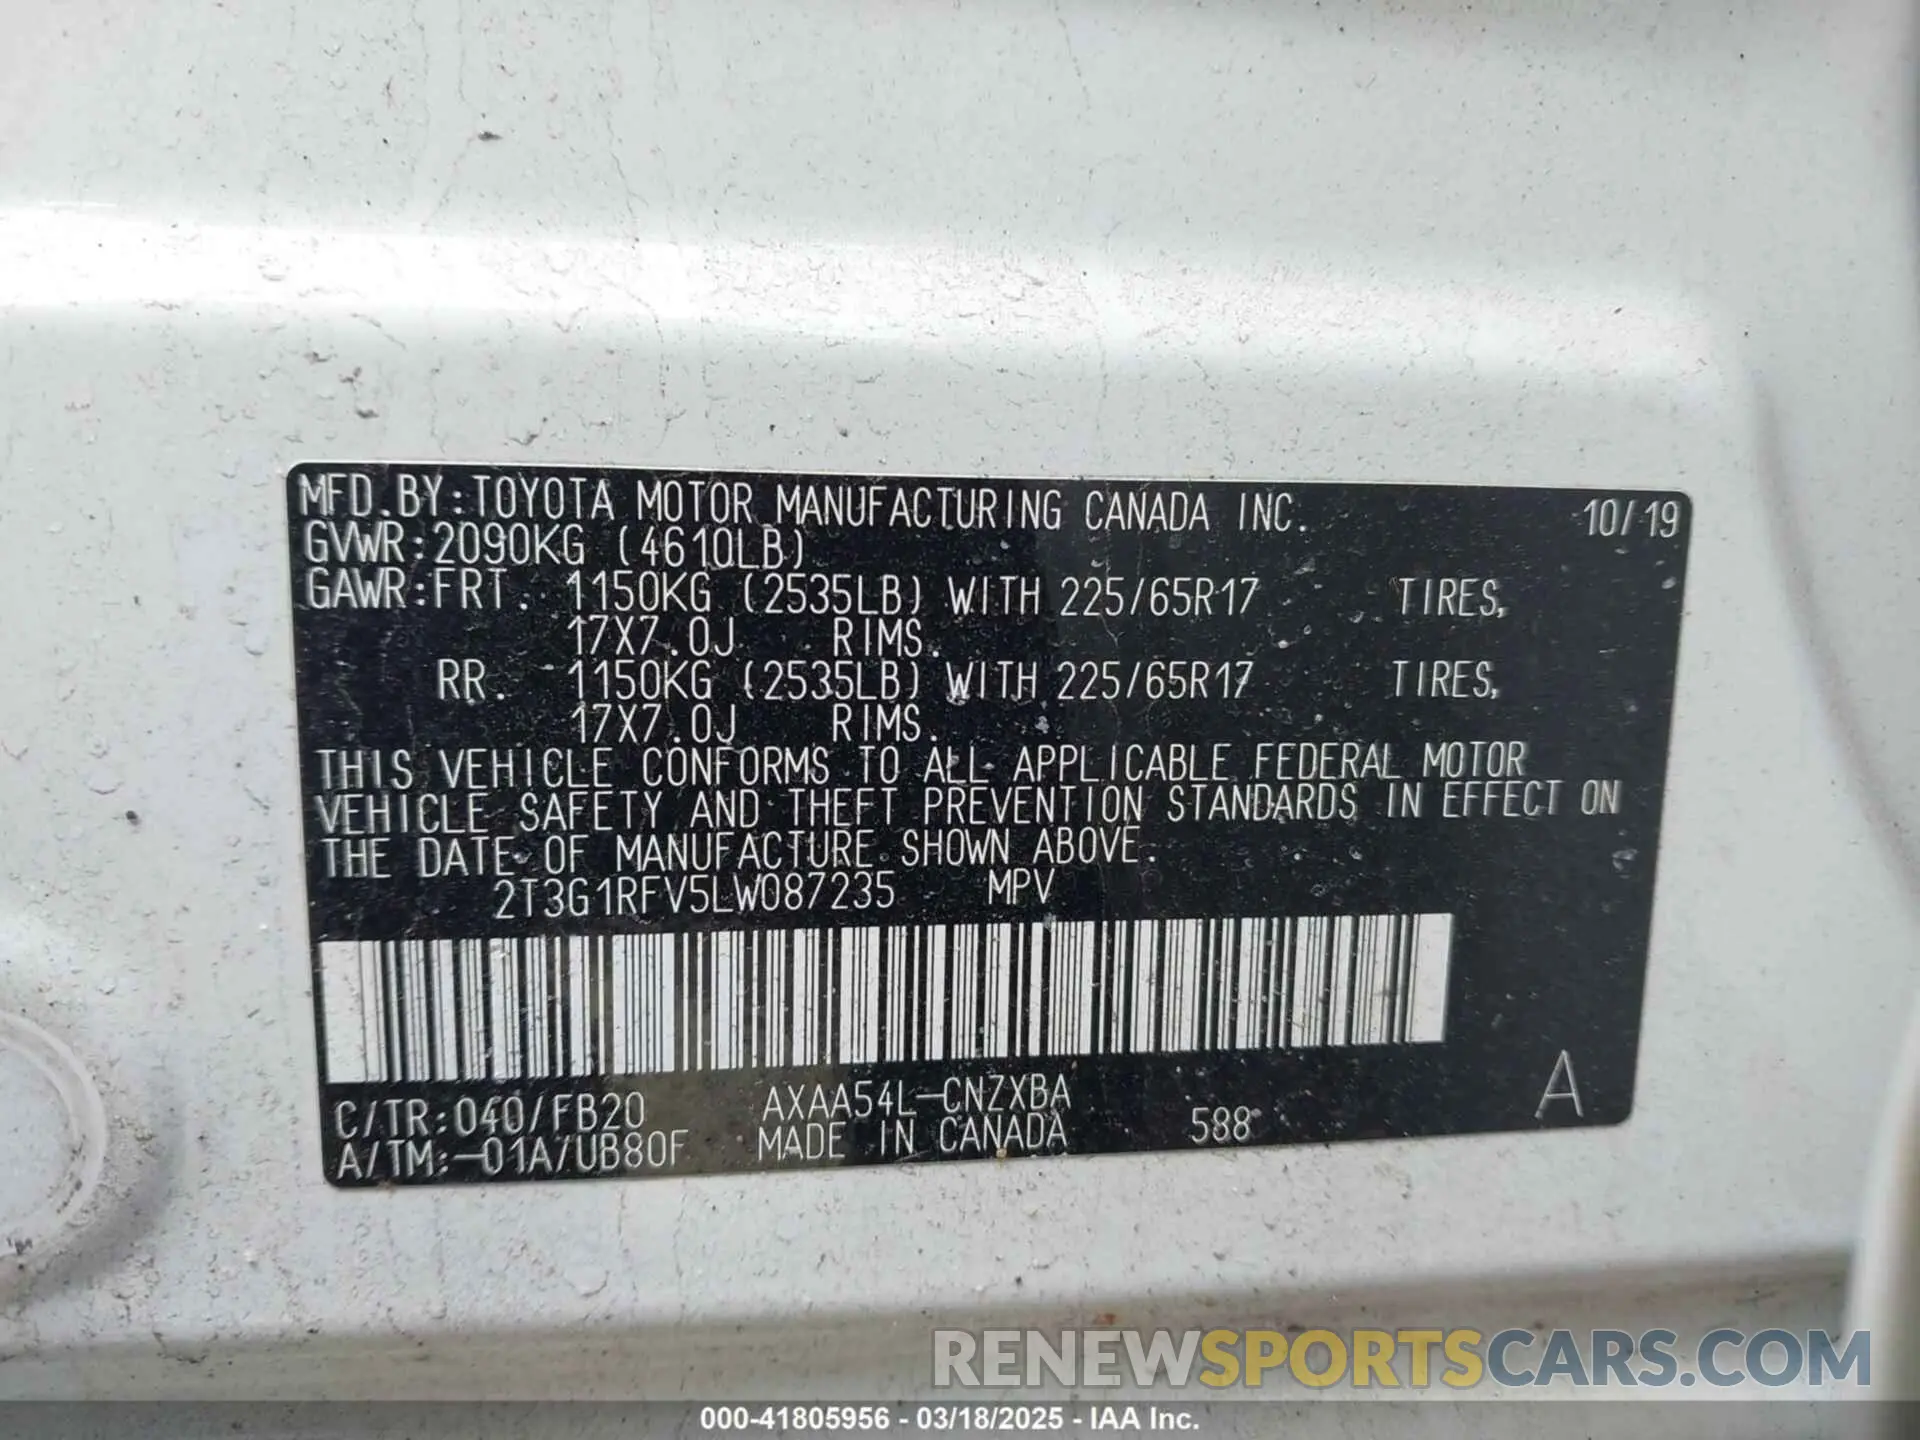 MFD.BY:TOYOTA MOTOR MANUFACTURING CANADA INC. 10/19
GVWR:2090KG (4610LB)
GAWR:FRT. 1150KG (2535LB) WITH 225/65R17 TIRES,
17X7.0J RIMS.
RR. 1150KG (2535LB) WITH 225/65R17 TIRES,
17X7.0J RIMS.
THIS VEHICLE CONFORMS TO ALL APPLICABLE FEDERAL MOTOR
VEHICLE SAFETY AND THEFT PREVENTION STANDARDS IN EFFECT ON
THE DATE OF MANUFACTURE SHOWN ABOVE.
2T3G1RFV5LW087235 MPV
C/TR:040/FB20 AXAA54L-CNZXBA A
A/TM:-01A/UB80F MADE IN CANADA 588
RENEWSPORTSCARS.COM
000-41805956 - 03/18/2025 - IAA Inc.